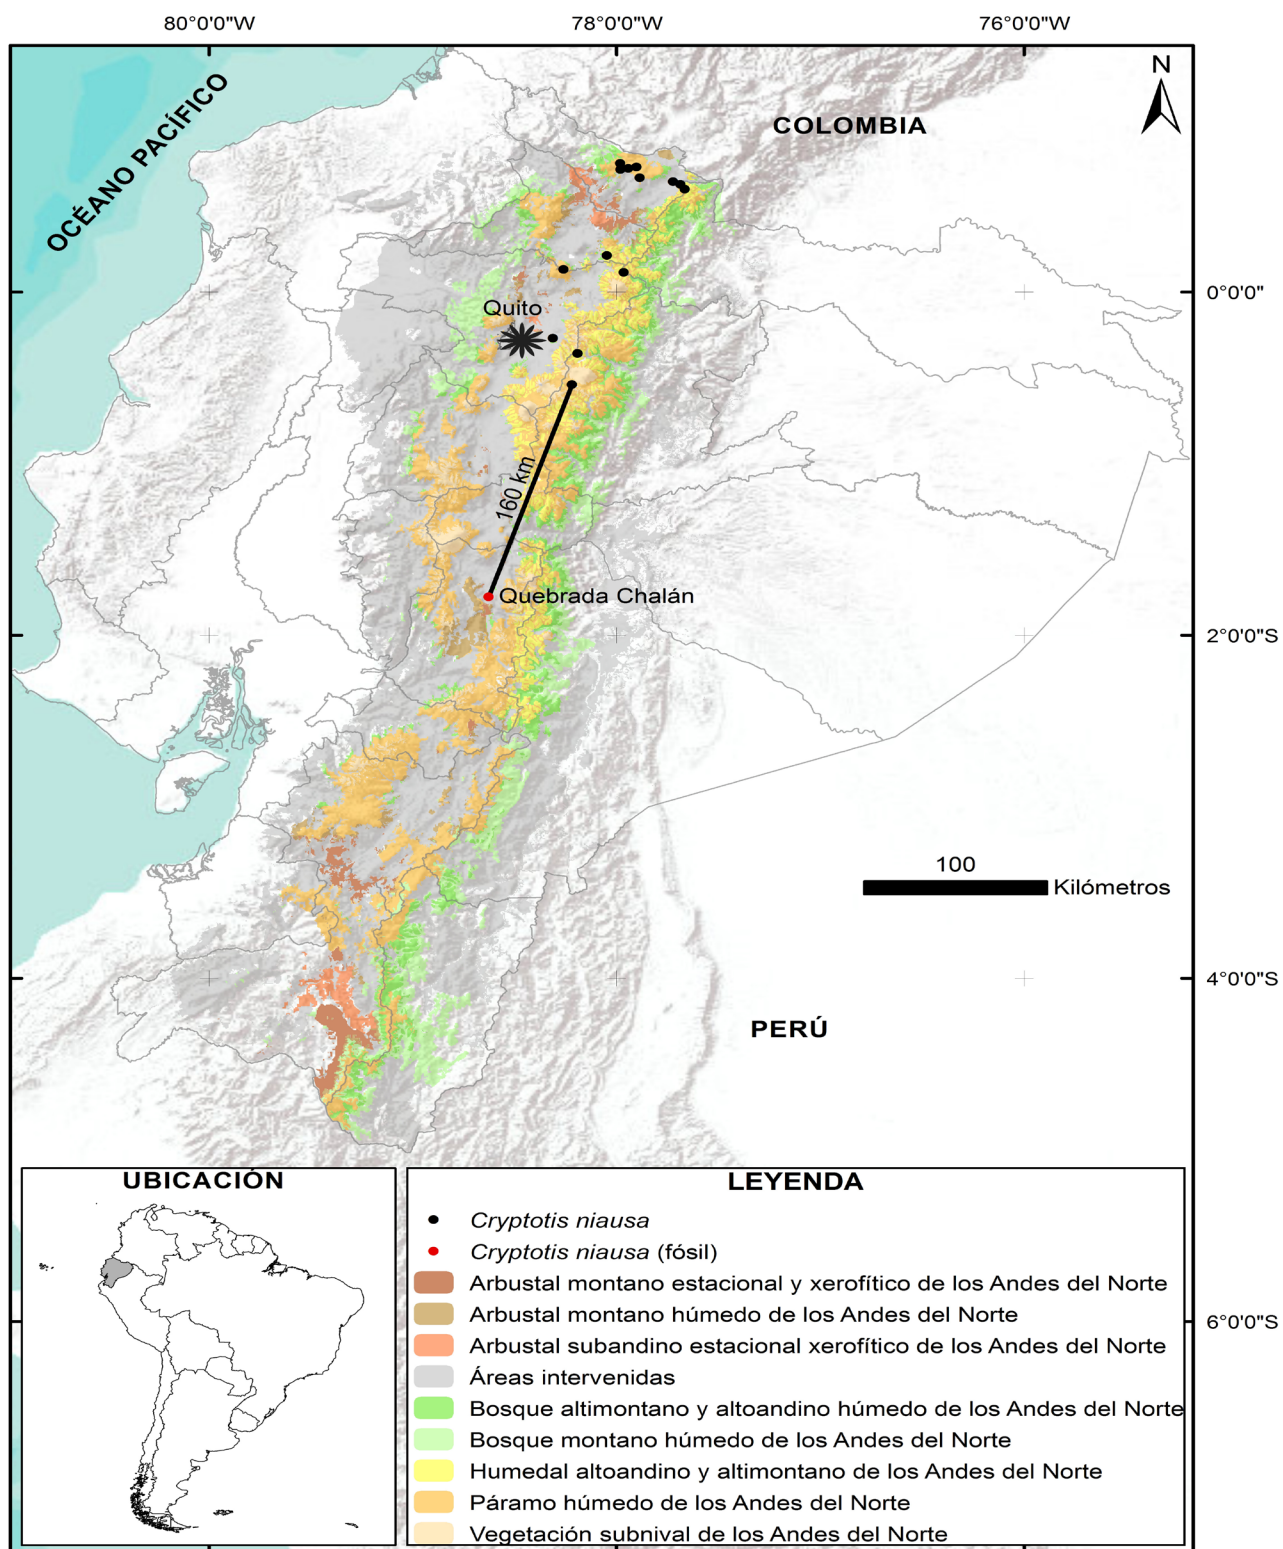 80°0'0"W
78°0'0"W
76°0'0"W
N
COLOMBIA
OCÉANO PACÍFICO
0°0'0"
Quito
160 km
Quebrada Chalán
2°0'0"S
100
Kilómetros
4°0'0"S
PERÚ
UBICACIÓN
LEYENDA
Cryptotis niausa
Cryptotis niausa (fósil)
Arbustal montano estacional y xerofítico de los Andes del Norte
Arbustal montano húmedo de los Andes del Norte
6°0'0"S
Arbustal subandino estacional xerofítico de los Andes del Norte
Áreas intervenidas
Bosque altimontano y altoandino húmedo de los Andes del Norte
Bosque montano húmedo de los Andes del Norte
Humedal altoandino y altimontano de los Andes del Norte
Páramo húmedo de los Andes del Norte
Vegetación subnival de los Andes del Norte